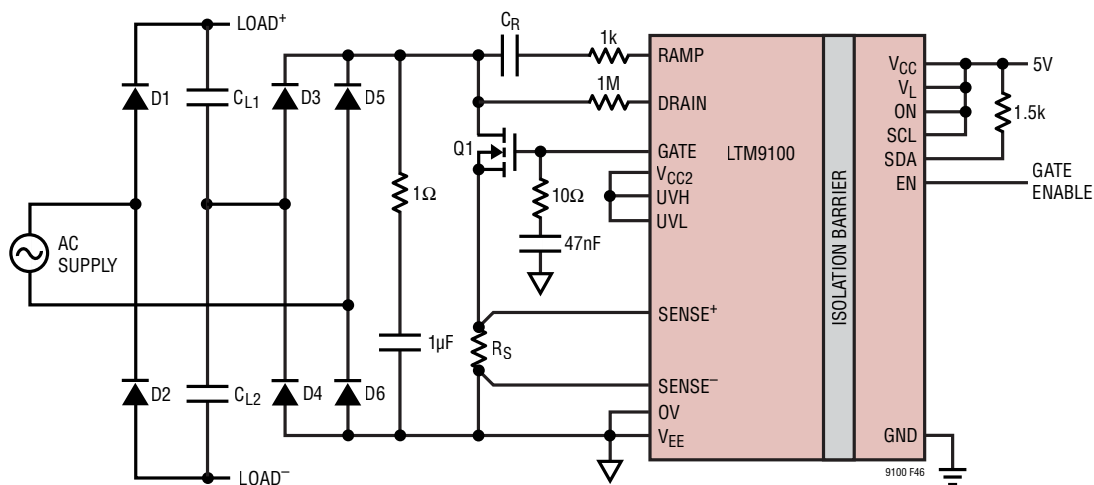 LOAD+
LOAD−
AC
SUPPLY
D1
D2
CL1
CL2
D3
D4
D5
D6
1Ω
1µF
CR
1k
1M
Q1
10Ω
47nF
RS
RAMP
DRAIN
GATE
VCC2
UVH
UVL
SENSE+
SENSE−
OV
VEE
LTM9100
ISOLATION BARRIER
VCC
VL
ON
SCL
SDA
EN
GND
5V
1.5k
GATE
ENABLE
9100 F46